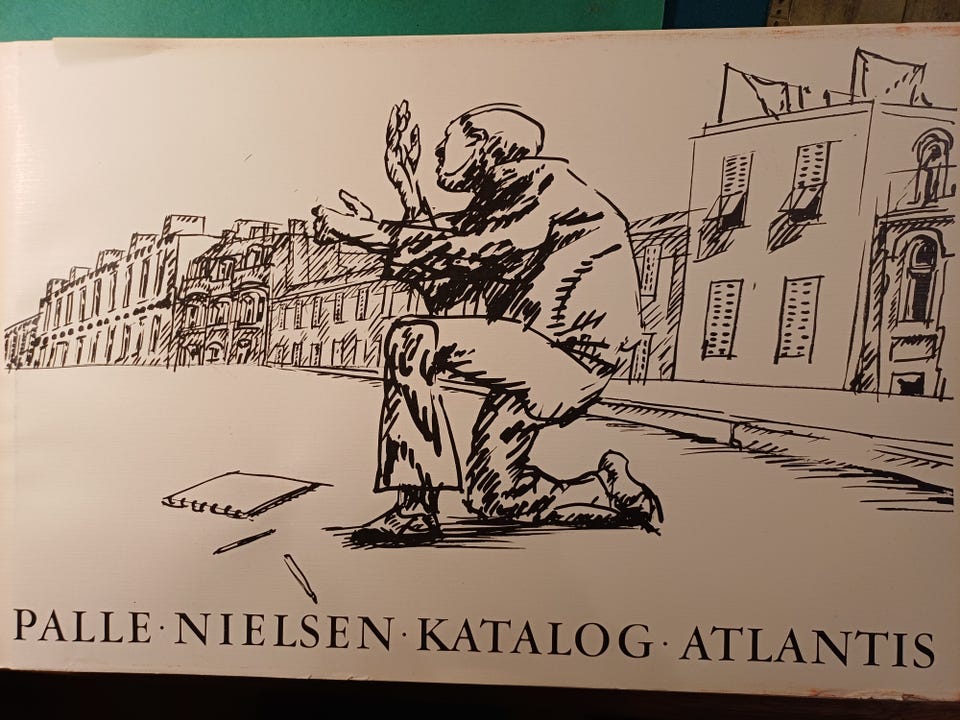 PALLE · NIELSEN · KATALOG · ATLANTIS